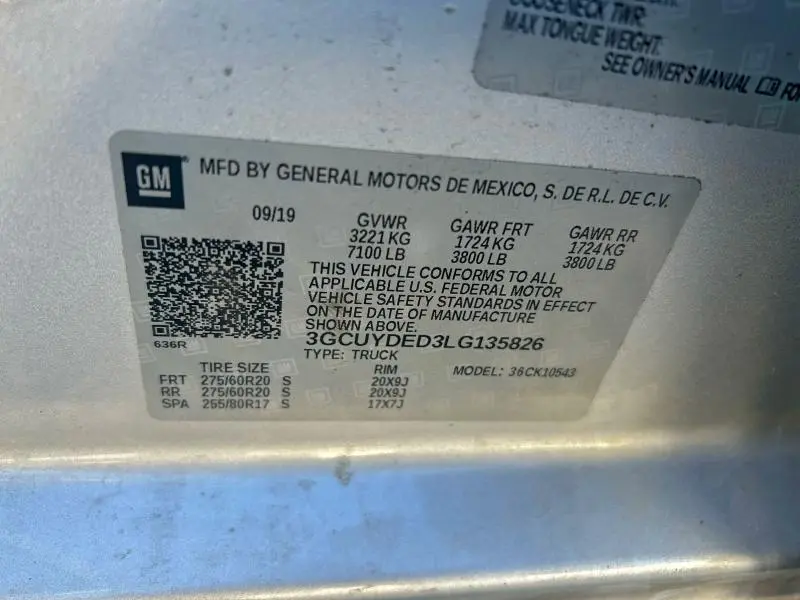 GOOSENECK TWR:
MAX TONGUE WEIGHT:
SEE OWNER'S MANUAL FOR
GM
MFD BY GENERAL MOTORS DE MEXICO, S. DE R.L. DE C.V.
09/19 GVWR GAWR FRT GAWR RR
3221 KG 1724 KG 1724 KG
7100 LB 3800 LB 3800 LB
THIS VEHICLE CONFORMS TO ALL
APPLICABLE U.S. FEDERAL MOTOR
VEHICLE SAFETY STANDARDS IN EFFECT
ON THE DATE OF MANUFACTURE
SHOWN ABOVE.
636R
3GCUYDED3LG135826
TYPE: TRUCK
TIRE SIZE RIM MODEL: 36CK10543
FRT 275/60R20 S 20X9J
RR 275/60R20 S 20X9J
SPA 255/80R17 S 17X7J